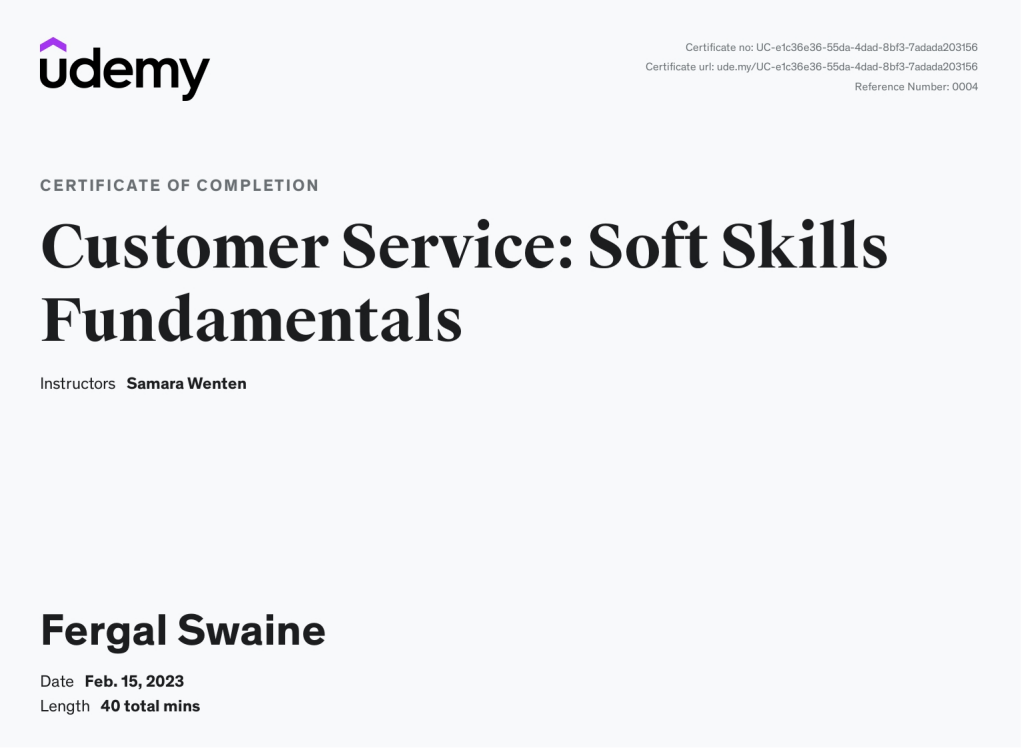 udemy
Certificate no: UC-e1c36e36-55da-4dad-8bf3-7adada203156
Certificate url: ude.my/UC-e1c36e36-55da-4dad-8bf3-7adada203156
Reference Number: 0004
CERTIFICATE OF COMPLETION
Customer Service: Soft Skills
Fundamentals
Instructors Samara Wenten
Fergal Swaine
Date Feb. 15, 2023
Length 40 total mins